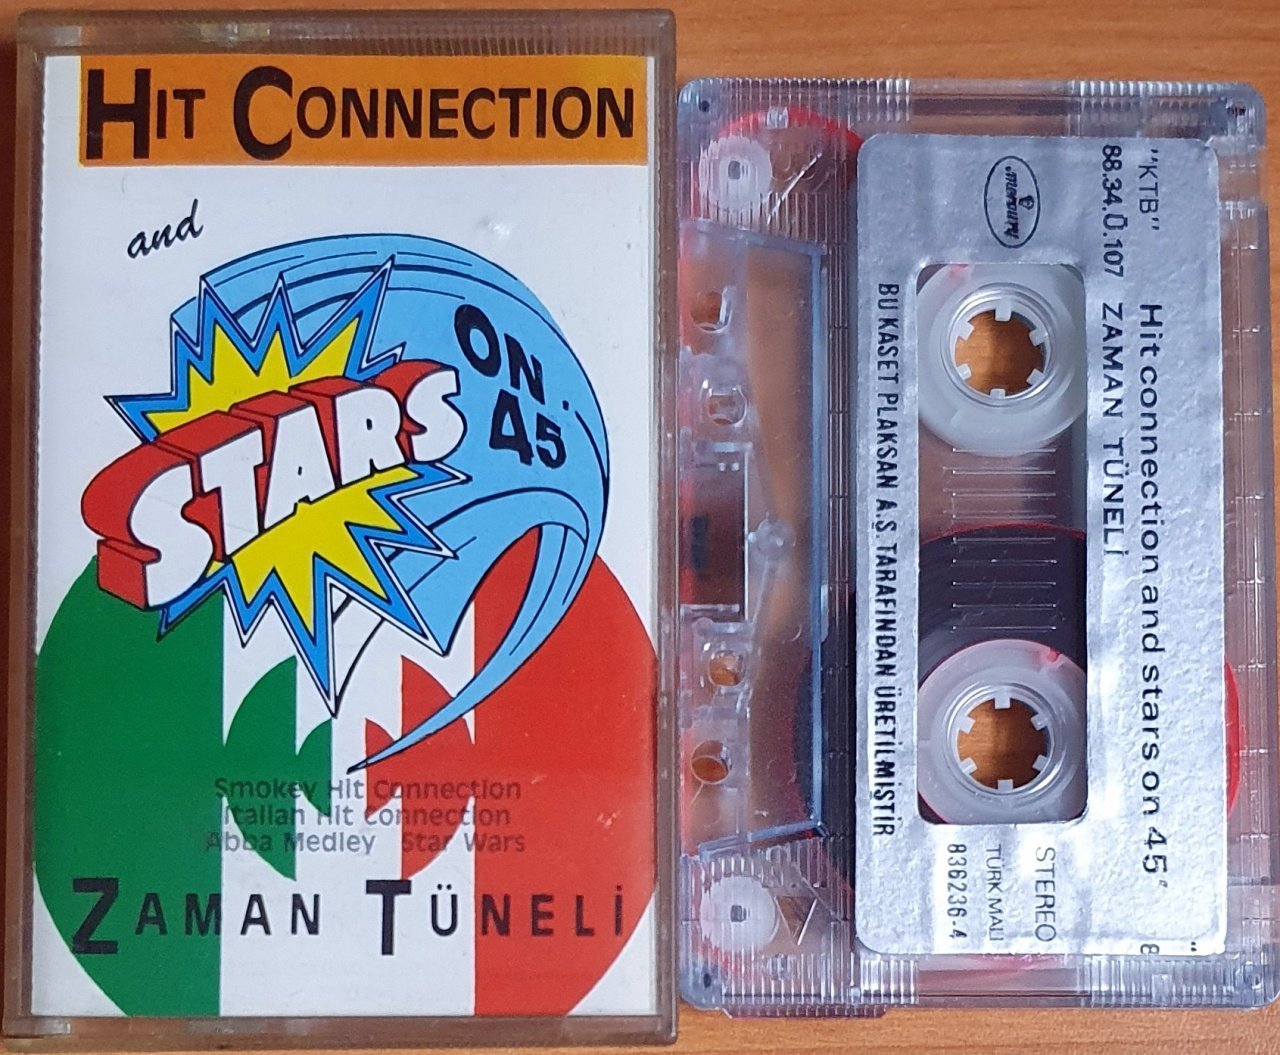 HIT CONNECTION
and
STARS
ON
45
Smokey Hit Connection
Italian Hit Connection
Abba Medley Star Wars
ZAMAN TÜNELİ
"KTB"
88.34.Ü.107
mercury
Hit connection and stars on 45
ZAMAN TÜNELİ
BU KASET PLAKSAN A.Ş. TARAFINDAN ÜRETİLMİŞTİR
STEREO
TÜRK MALI
836236-4